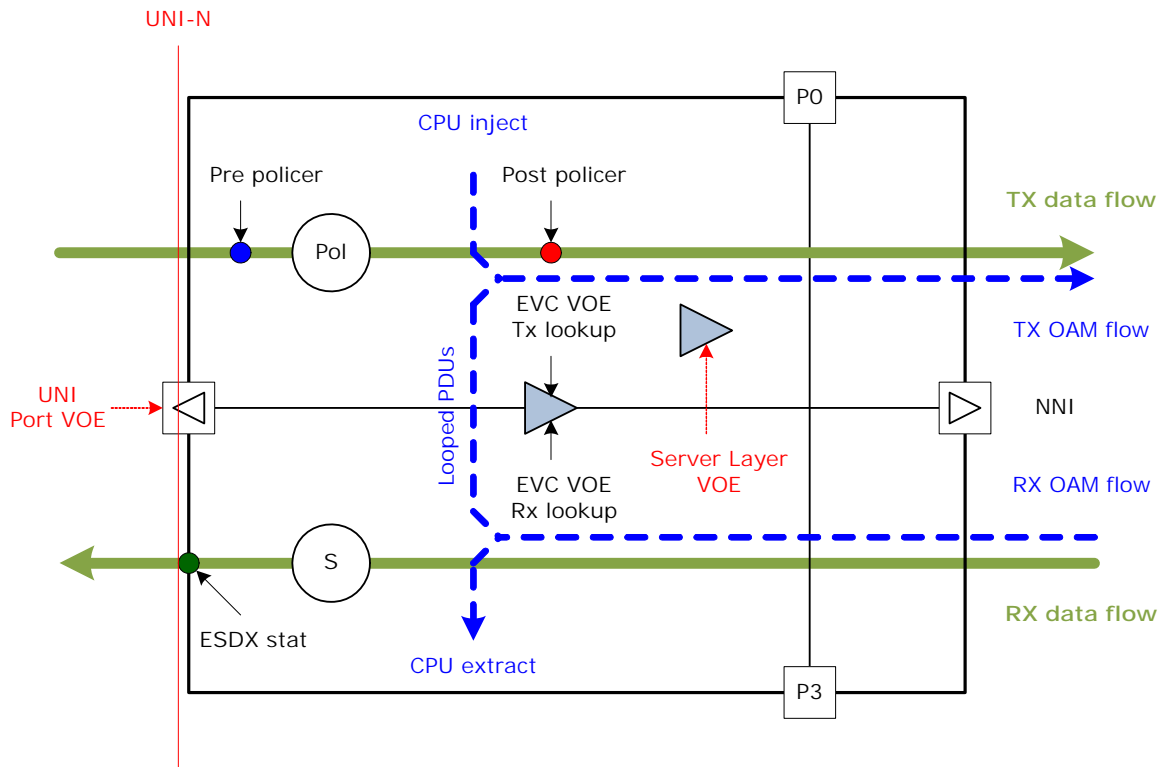 UNI-N
P0
CPU inject
Pre policer
Post policer
TX data flow
Pol
EVC VOE
Tx lookup
TX OAM flow
Looped PDUs
UNI
Port VOE
NNI
Server Layer
VOE
EVC VOE
Rx lookup
RX OAM flow
S
ESDX stat
RX data flow
CPU extract
P3